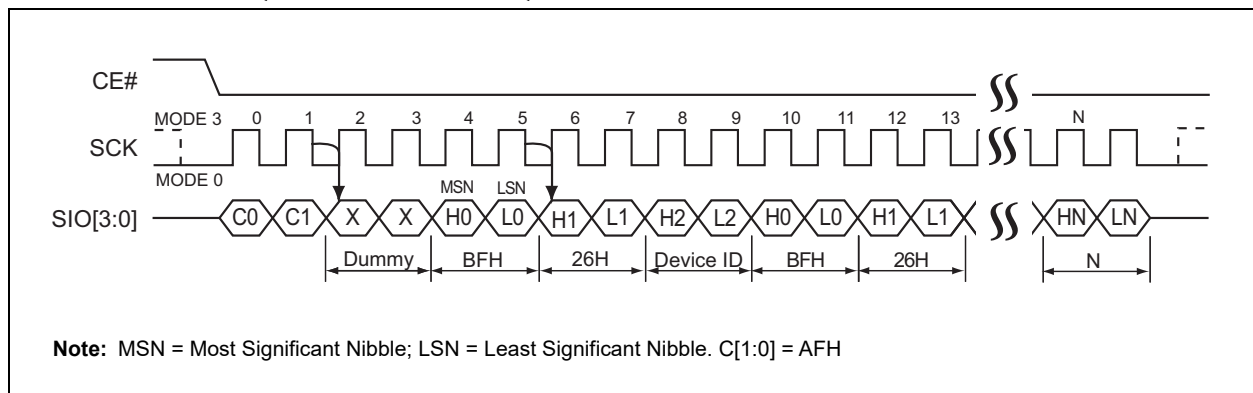 CE#
MODE 3 0 1 2 3 4 5 6 7 8 9 10 11 12 13 N
SCK
MODE 0
MSN LSN
SIO[3:0] C0 C1 X X H0 L0 H1 L1 H2 L2 H0 L0 H1 L1 HN LN
Dummy BFH 26H Device ID BFH 26H N
Note: MSN = Most Significant Nibble; LSN = Least Significant Nibble. C[1:0] = AFH